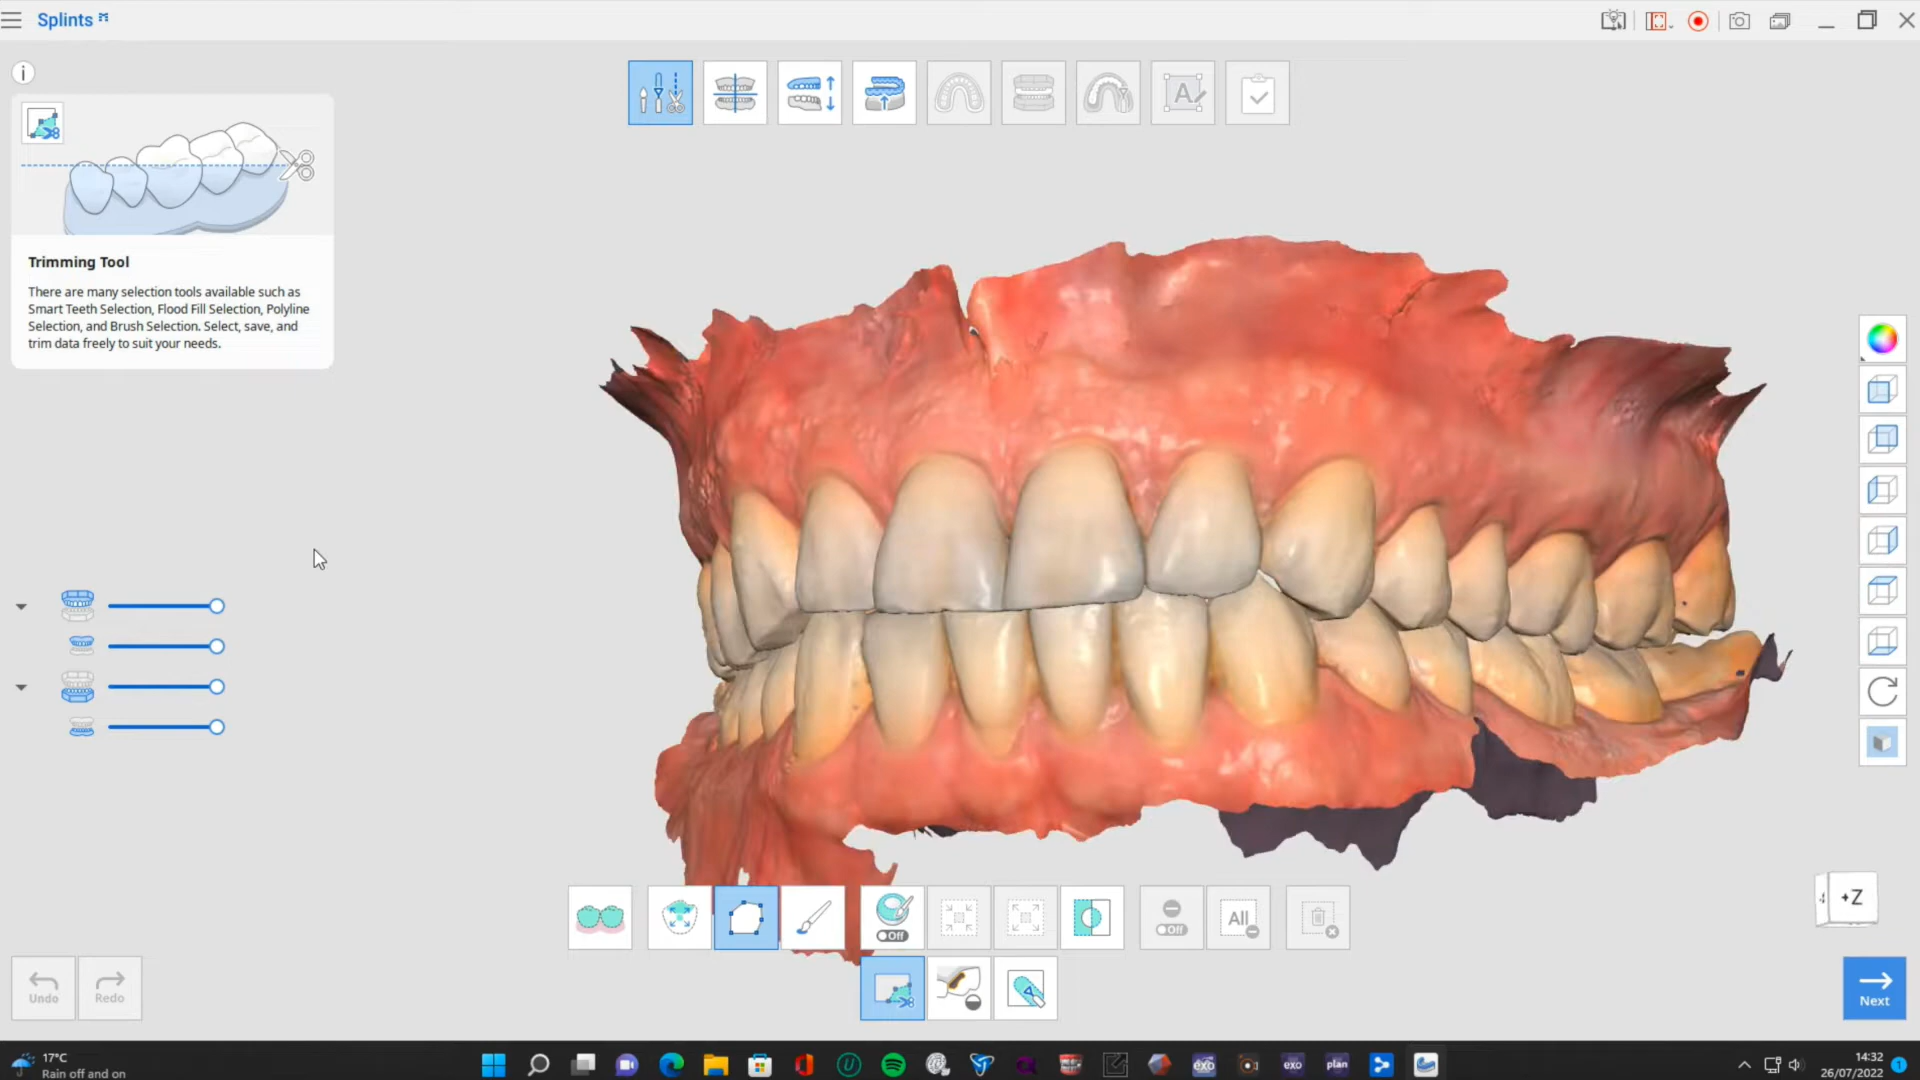 Splints
i
A
Trimming Tool
There are many selection tools available such as
Smart Teeth Selection, Flood Fill Selection, Polyline
Selection, and Brush Selection. Select, save, and
trim data freely to suit your needs.
+Z
Off
Off
All
Undo
Redo
Next
17°C
Rain off and on
exo
exo
plan
14:32
26/07/2022
1